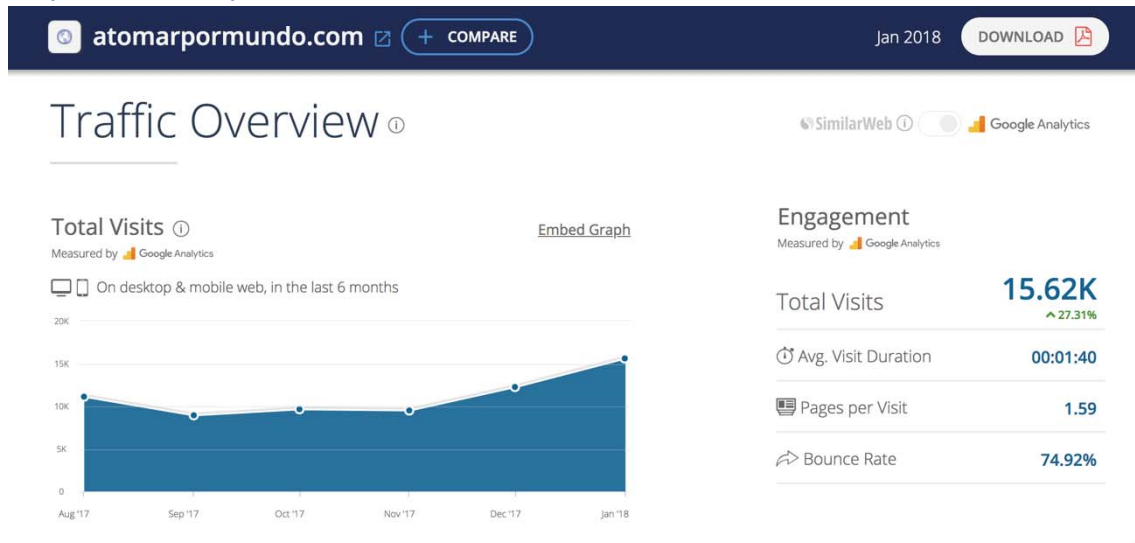 atomarpormundo.com + COMPARE Jan 2018 DOWNLOAD
Traffic Overview
SimilarWeb Google Analytics
Total Visits
Embed Graph
Measured by Google Analytics
On desktop & mobile web, in the last 6 months
20K
15K
10K
5K
0
Aug '17 Sep '17 Oct '17 Nov '17 Dec '17 Jan '18
Engagement
Measured by Google Analytics
Total Visits 15.62K
27.31%
Avg. Visit Duration 00:01:40
Pages per Visit 1.59
Bounce Rate 74.92%